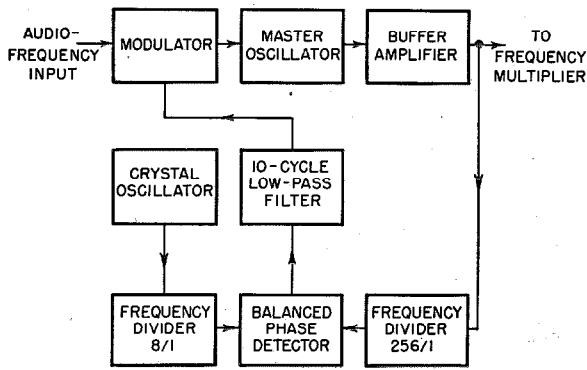 AUDIO-
FREQUENCY
INPUT
MODULATOR
MASTER
OSCILLATOR
BUFFER
AMPLIFIER
TO
FREQUENCY
MULTIPLIER
CRYSTAL
OSCILLATOR
10-CYCLE
LOW-PASS
FILTER
FREQUENCY
DIVIDER
8/1
BALANCED
PHASE
DETECTOR
FREQUENCY
DIVIDER
256/1